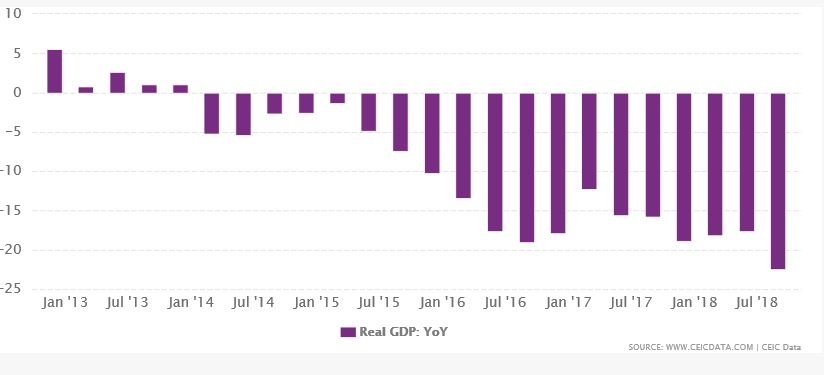 10
5
0
-5
-10
-15
-20
-25
Jan '13 Jul '13 Jan '14 Jul '14 Jan '15 Jul '15 Jan '16 Jul '16 Jan '17 Jul '17 Jan '18 Jul '18
Real GDP: YoY
SOURCE: WWW.CEICDATA.COM | CEIC Data